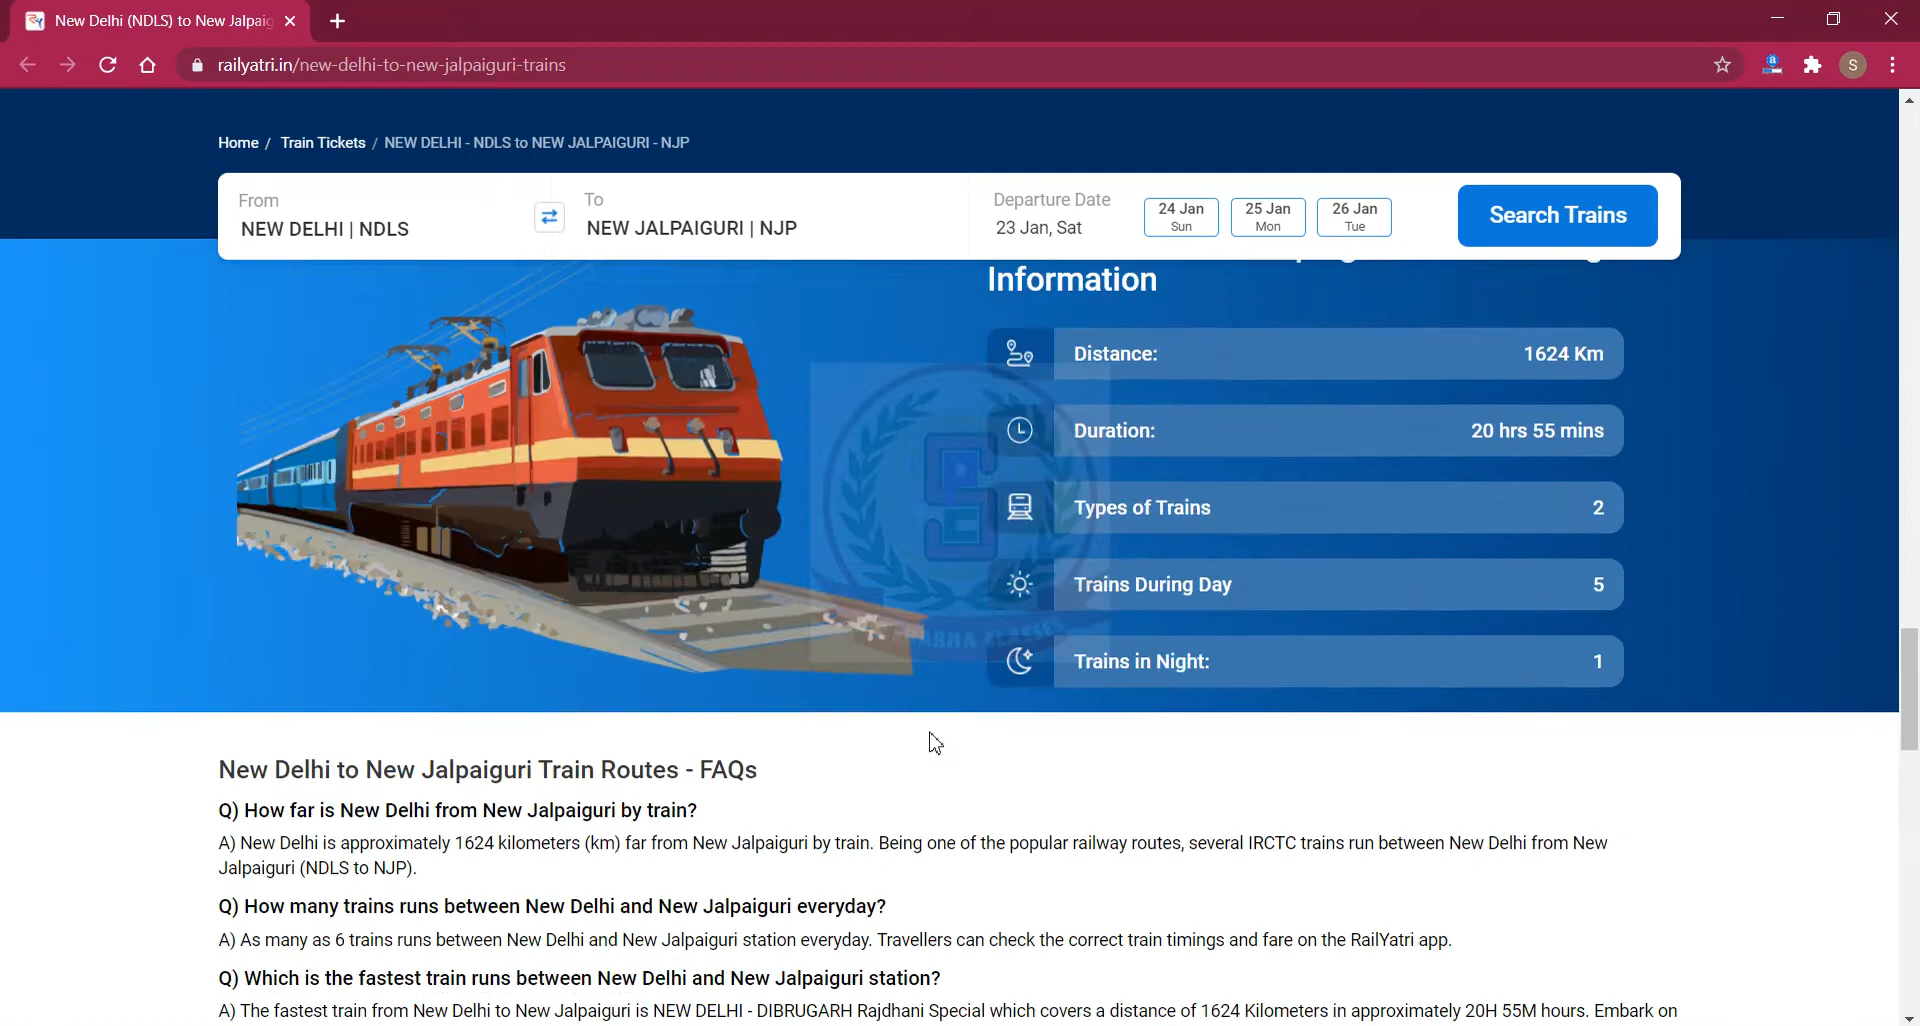 New Delhi (NDLS) to New Jalpaig
railyatri.in/new-delhi-to-new-jalpaiguri-trains
S
Home / Train Tickets / NEW DELHI - NDLS to NEW JALPAIGURI - NJP
From
NEW DELHI | NDLS
To
NEW JALPAIGURI | NJP
Departure Date
23 Jan, Sat
24 Jan
Sun
25 Jan
Mon
26 Jan
Tue
Search Trains
Information
Distance: 1624 Km
Duration: 20 hrs 55 mins
Types of Trains 2
Trains During Day 5
Trains in Night: 1
New Delhi to New Jalpaiguri Train Routes - FAQs
Q) How far is New Delhi from New Jalpaiguri by train?
A) New Delhi is approximately 1624 kilometers (km) far from New Jalpaiguri by train. Being one of the popular railway routes, several IRCTC trains run between New Delhi from New
Jalpaiguri (NDLS to NJP).
Q) How many trains runs between New Delhi and New Jalpaiguri everyday?
A) As many as 6 trains runs between New Delhi and New Jalpaiguri station everyday. Travellers can check the correct train timings and fare on the RailYatri app.
Q) Which is the fastest train runs between New Delhi and New Jalpaiguri station?
A) The fastest train from New Delhi to New Jalpaiguri is NEW DELHI - DIBRUGARH Rajdhani Special which covers a distance of 1624 Kilometers in approximately 20H 55M hours. Embark on